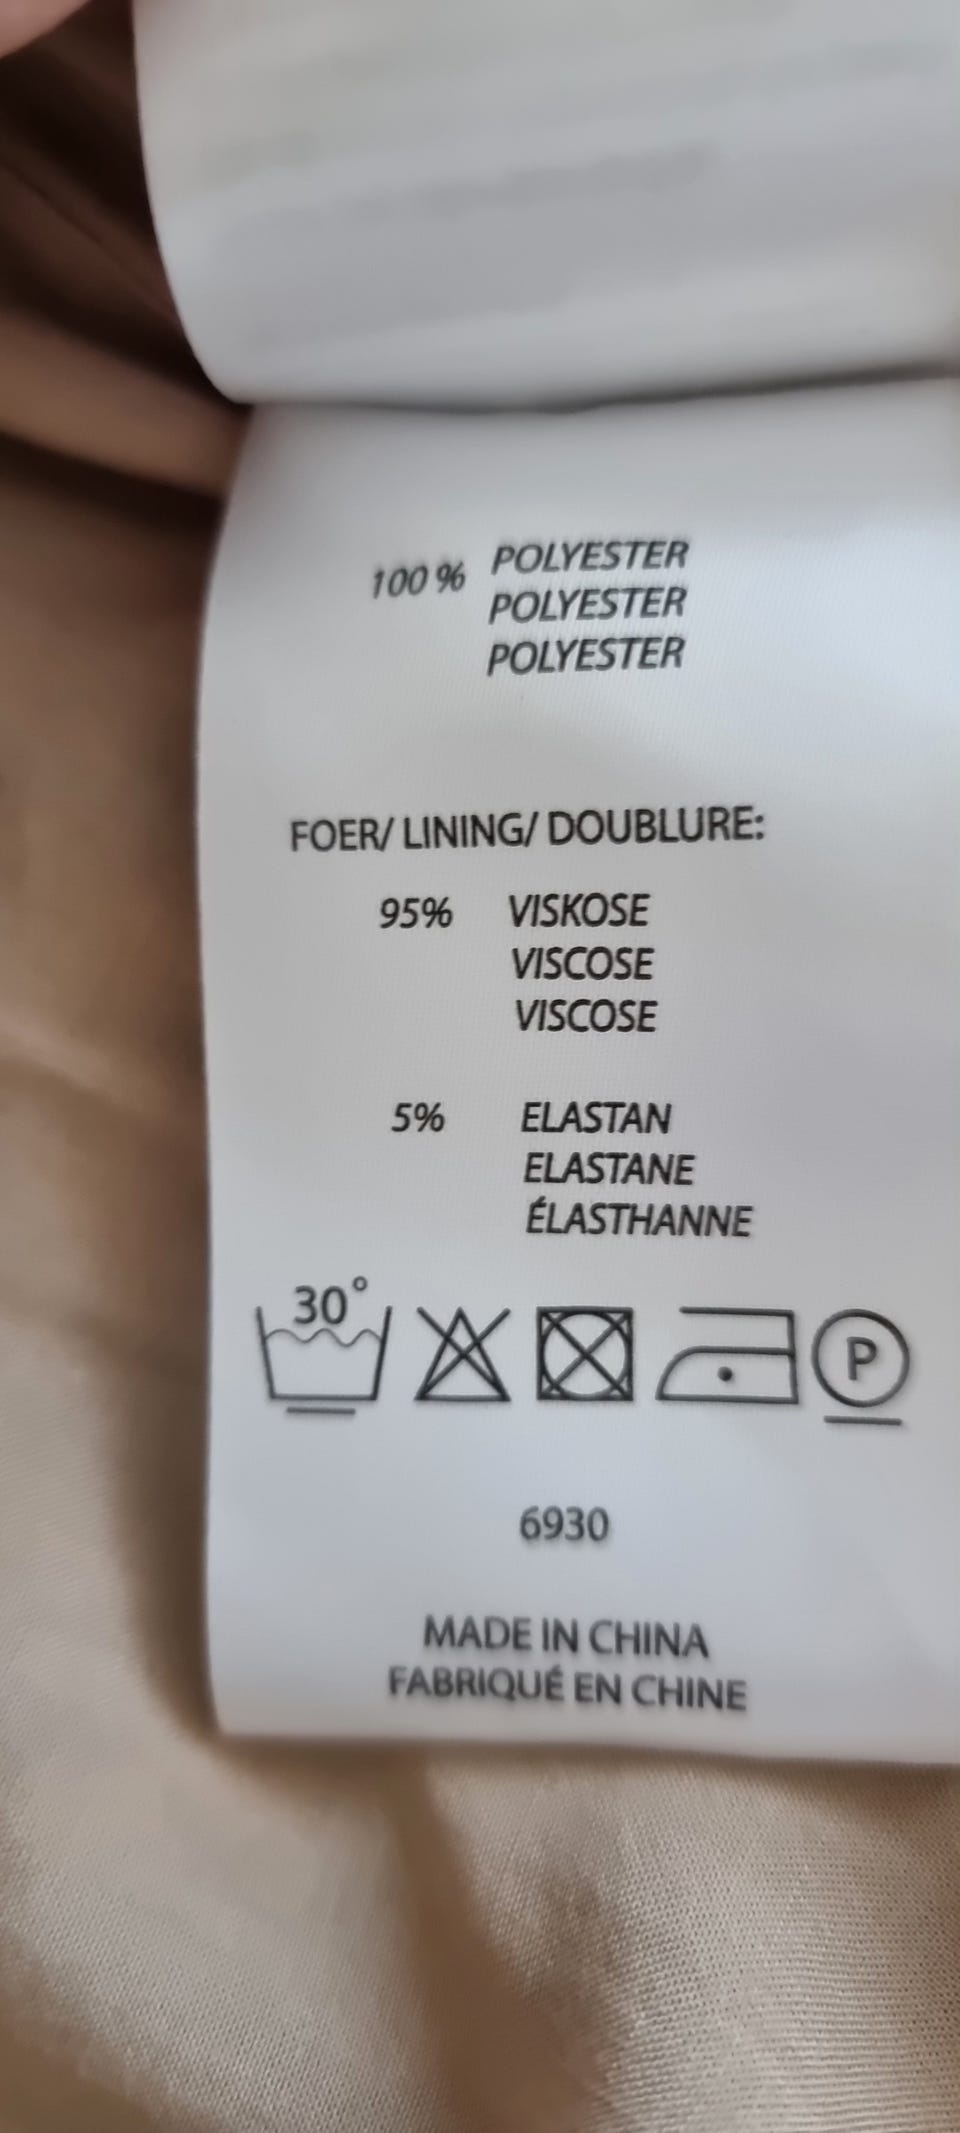 100 % POLYESTER
POLYESTER
POLYESTER
FOER/ LINING/ DOUBLURE:
95% VISKOSE
VISCOSE
VISCOSE
5% ELASTAN
ELASTANE
ÉLASTHANNE
30°
P
6930
MADE IN CHINA
FABRIQUÉ EN CHINE